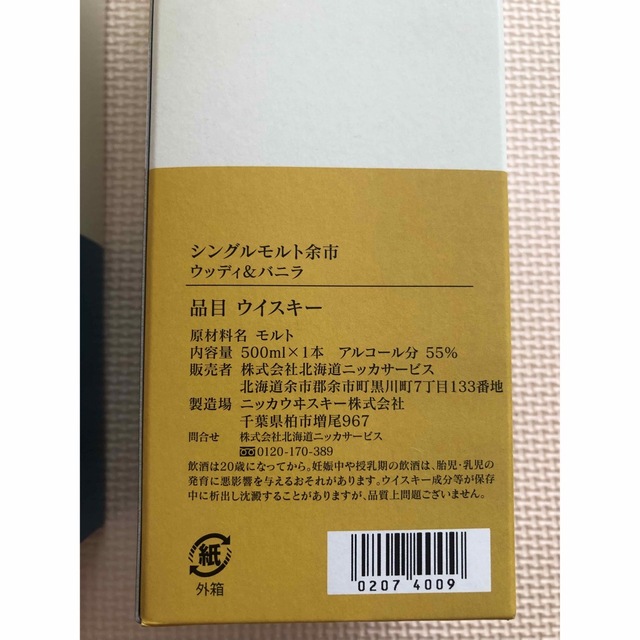 シングルモルト余市
ウッディ&バニラ
品目 ウイスキー
原材料名 モルト
内容量 500ml×1本 アルコール分 55%
販売者 株式会社北海道ニッカサービス
北海道余市郡余市町黒川町7丁目133番地
製造場 ニッカウヰスキー株式会社
千葉県柏市増尾967
問合せ 株式会社北海道ニッカサービス
0120-170-389
飲酒は20歳になってから。妊娠中や授乳期の飲酒は、胎児・乳児の
発育に悪影響を与えるおそれがあります。ウイスキー成分等が保存
中に析出し沈澱することがありますが、品質上問題ございません。
紙
外箱
0207 4009